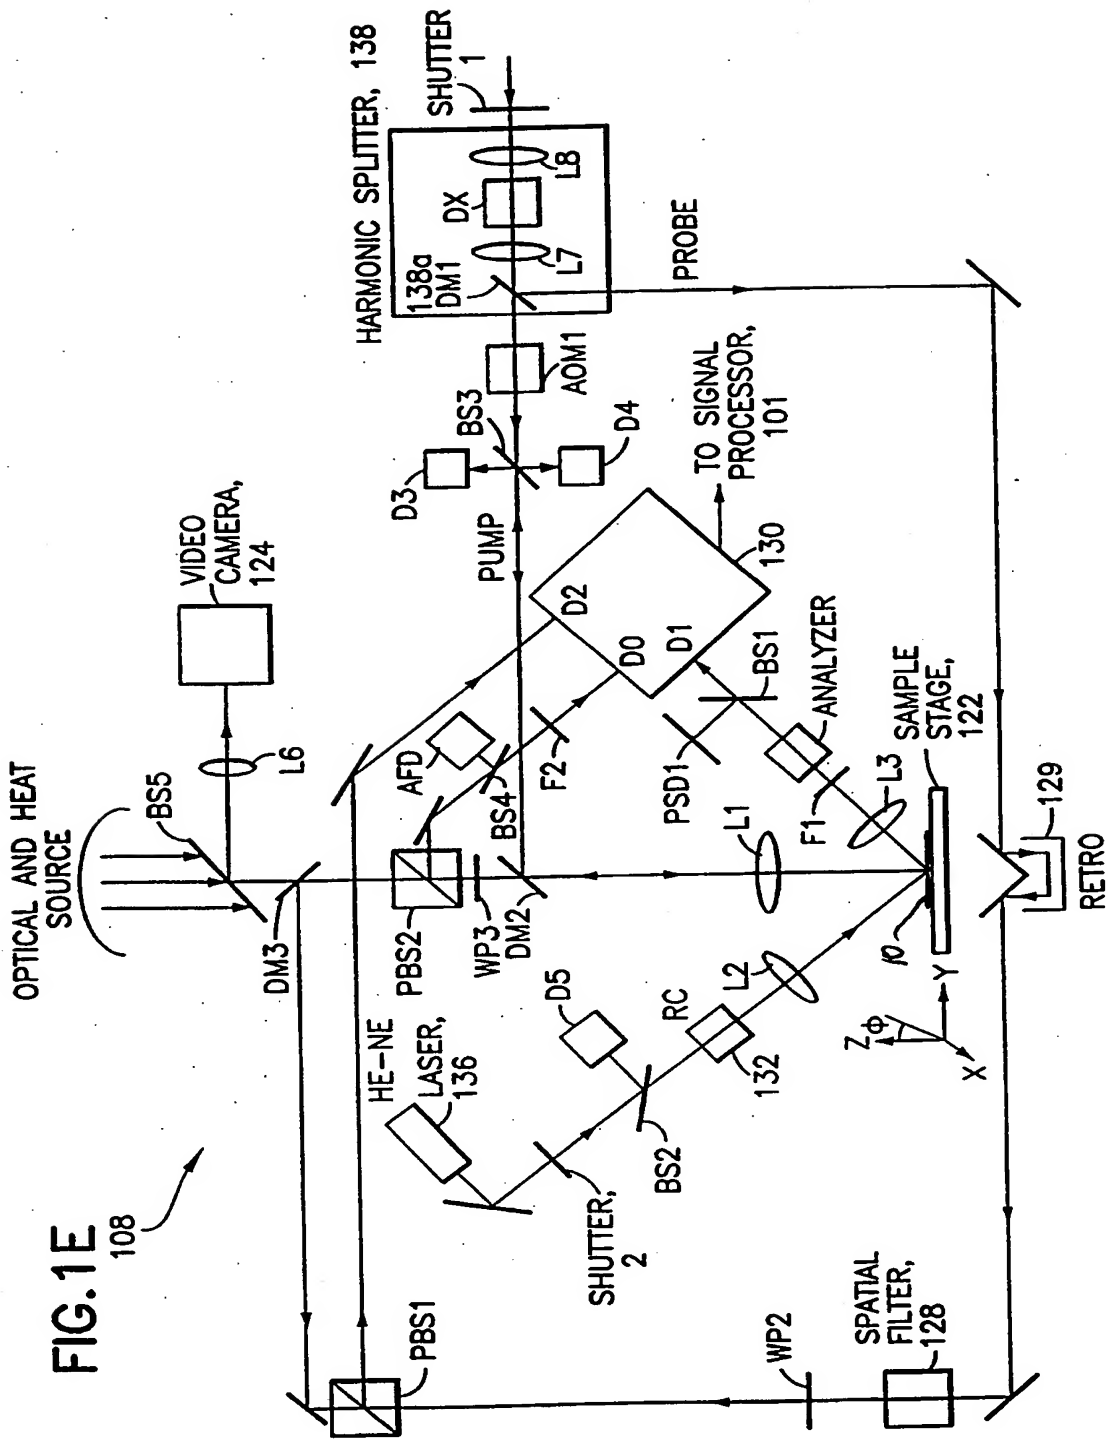 FIG.1E
108
OPTICAL AND HEAT
SOURCE
BS5
VIDEO
CAMERA,
124
L6
DM3
PBS1
PBS2
WP3
DM2
AFD
BS4
F2
D2
D0
D1
130
TO SIGNAL
PROCESSOR,
101
PUMP
D3
BS3
D4
AOM1
HARMONIC SPLITTER, 138
138a
DM1
L7
DX
L8
SHUTTER
1
PROBE
HE-NE
LASER,
136
SHUTTER,
2
D5
BS2
RC
132
L2
L1
PSD1
BS1
ANALYZER
F1
L3
SAMPLE
STAGE,
122
10
Z
Φ
Y
X
129
RETRO
WP2
SPATIAL
FILTER,
128